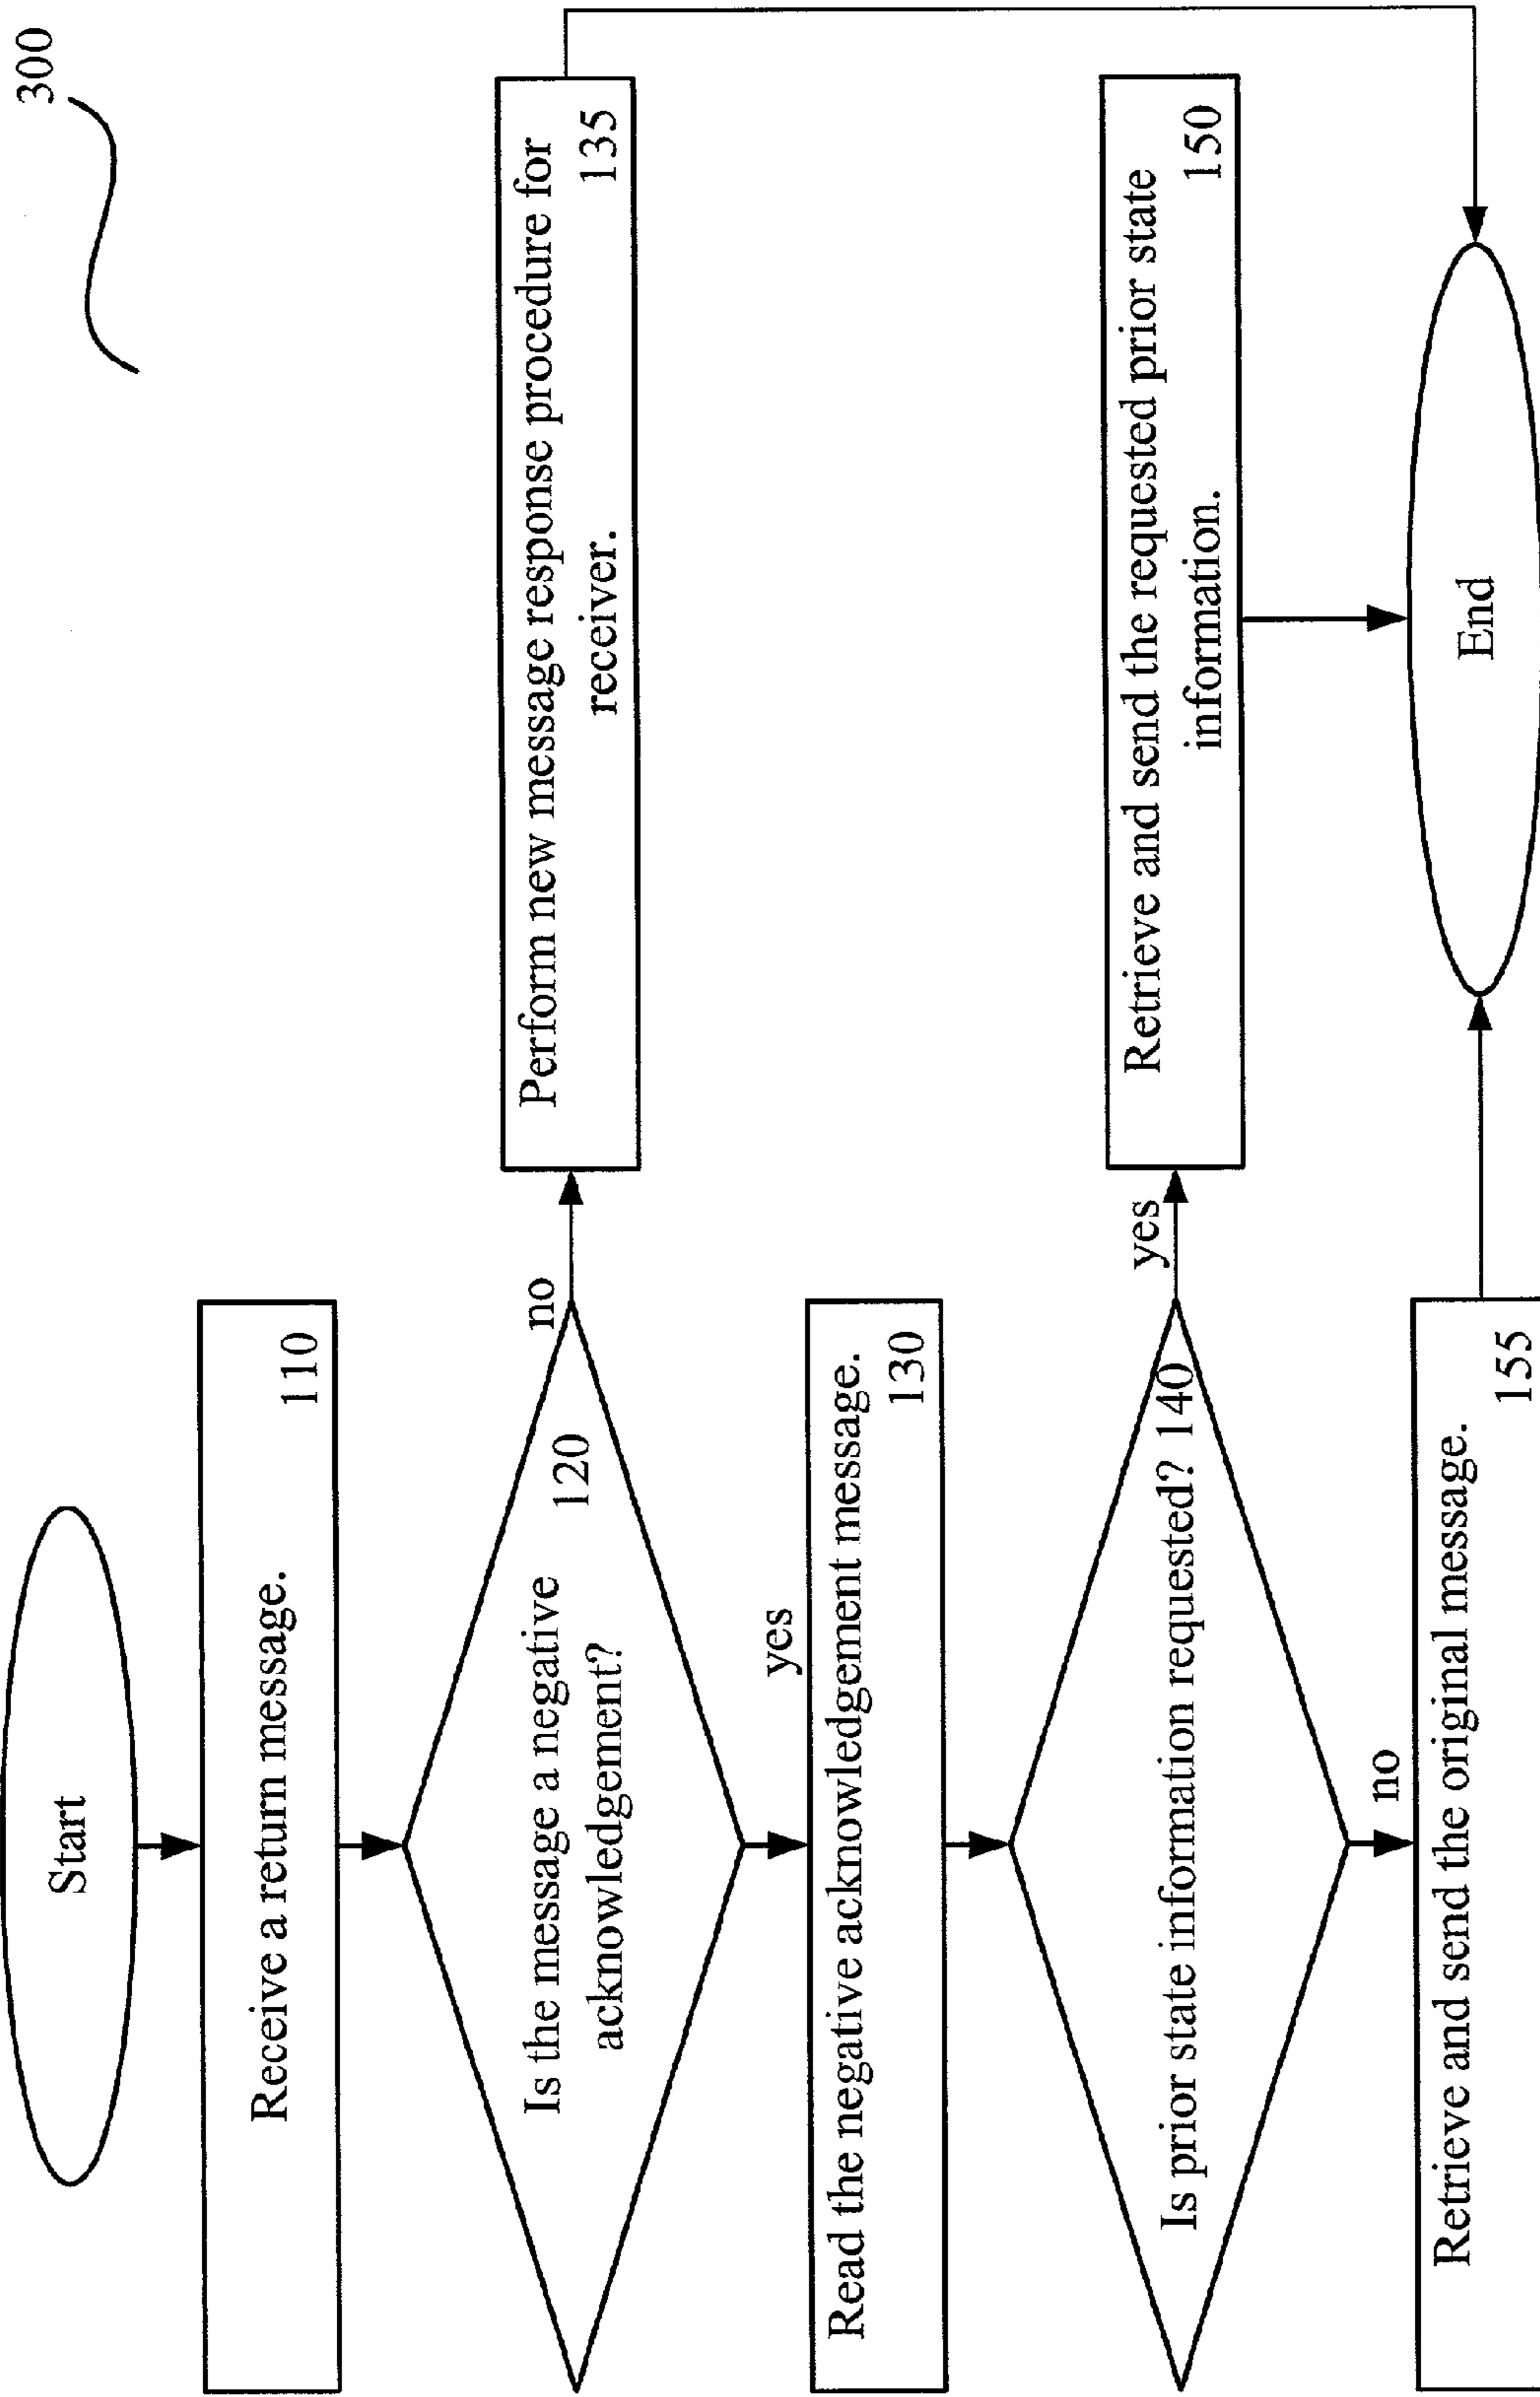 300
Start
Receive a return message.
110
Is the message a negative
acknowledgement?
120
no
Perform new message response procedure for
receiver.
135
yes
Read the negative acknowledgement message.
130
Is prior state information requested? 140
yes
Retrieve and send the requested prior state
information.
150
no
Retrieve and send the original message.
155
End